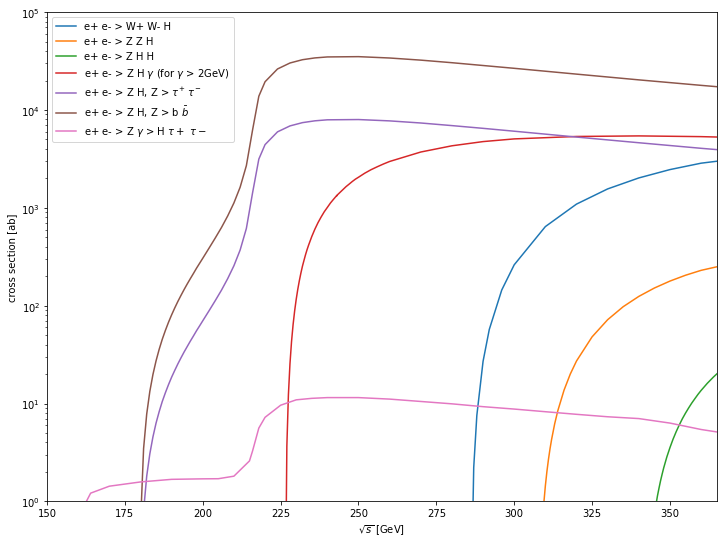 10⁵
10⁴
10³
10²
10¹
10⁰
cross section [ab]
e+ e- > W+ W- H
e+ e- > Z Z H
e+ e- > Z H H
e+ e- > Z H γ (for γ > 2GeV)
e+ e- > Z H, Z > τ⁺ τ⁻
e+ e- > Z H, Z > b b̄
e+ e- > Z γ > H τ + τ −
150 175 200 225 250 275 300 325 350
√s [GeV]